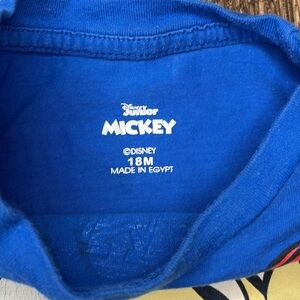 Disney
Junior
MICKEY
©DISNEY
18M
MADE IN EGYPT